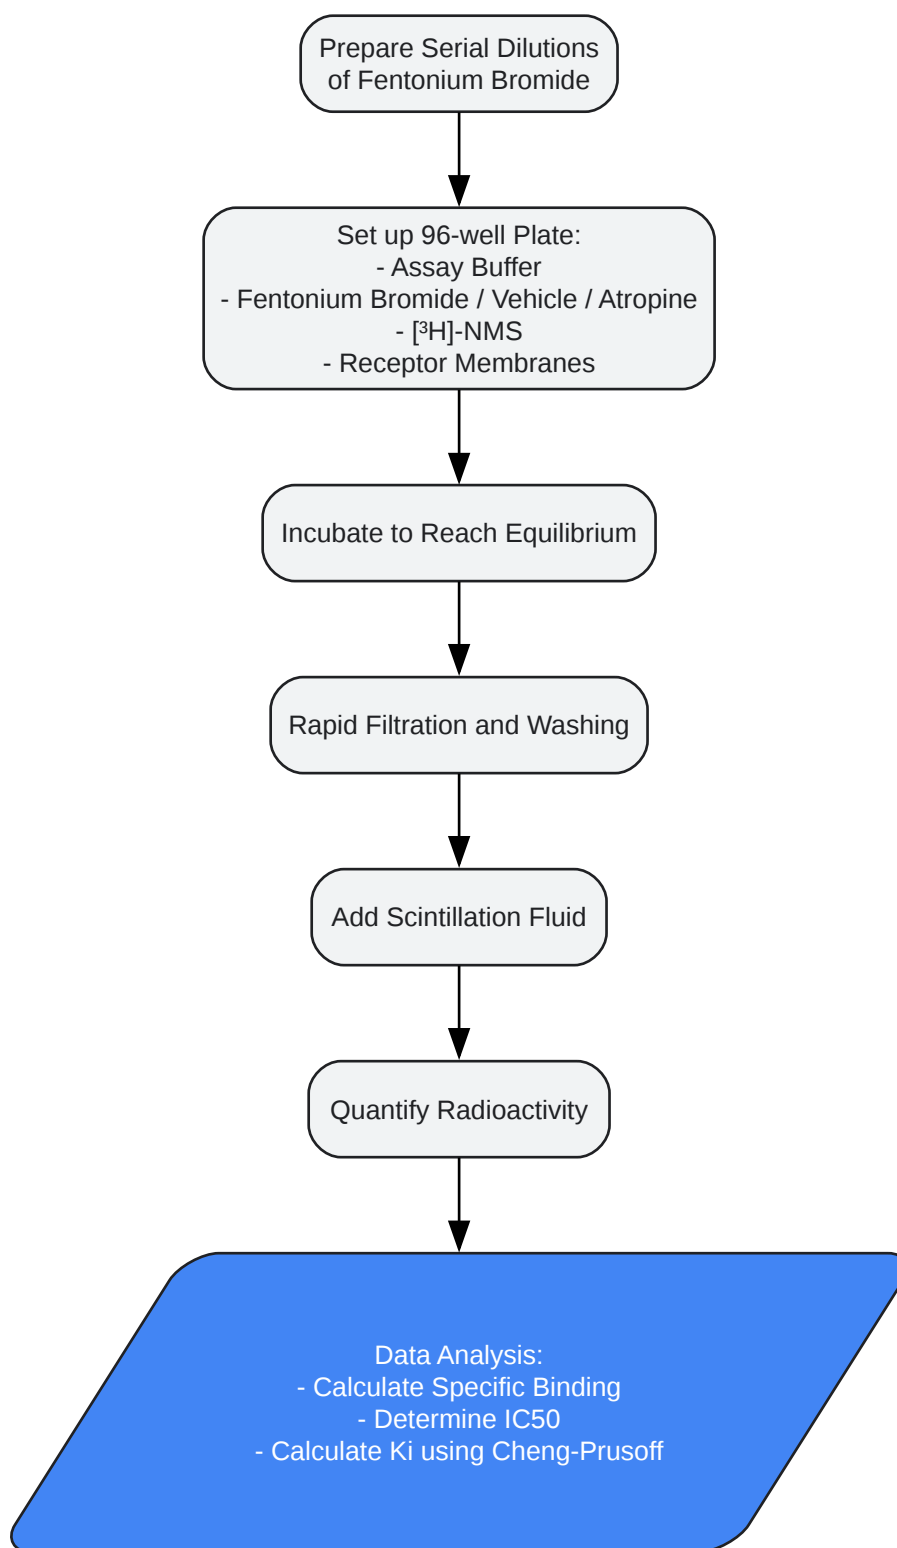 Prepare Serial Dilutions
of Fentonium Bromide
Set up 96-well Plate:
- Assay Buffer
- Fentonium Bromide / Vehicle / Atropine
- [³H]-NMS
- Receptor Membranes
Incubate to Reach Equilibrium
Rapid Filtration and Washing
Add Scintillation Fluid
Quantify Radioactivity
Data Analysis:
- Calculate Specific Binding
- Determine IC50
- Calculate Ki using Cheng-Prusoff